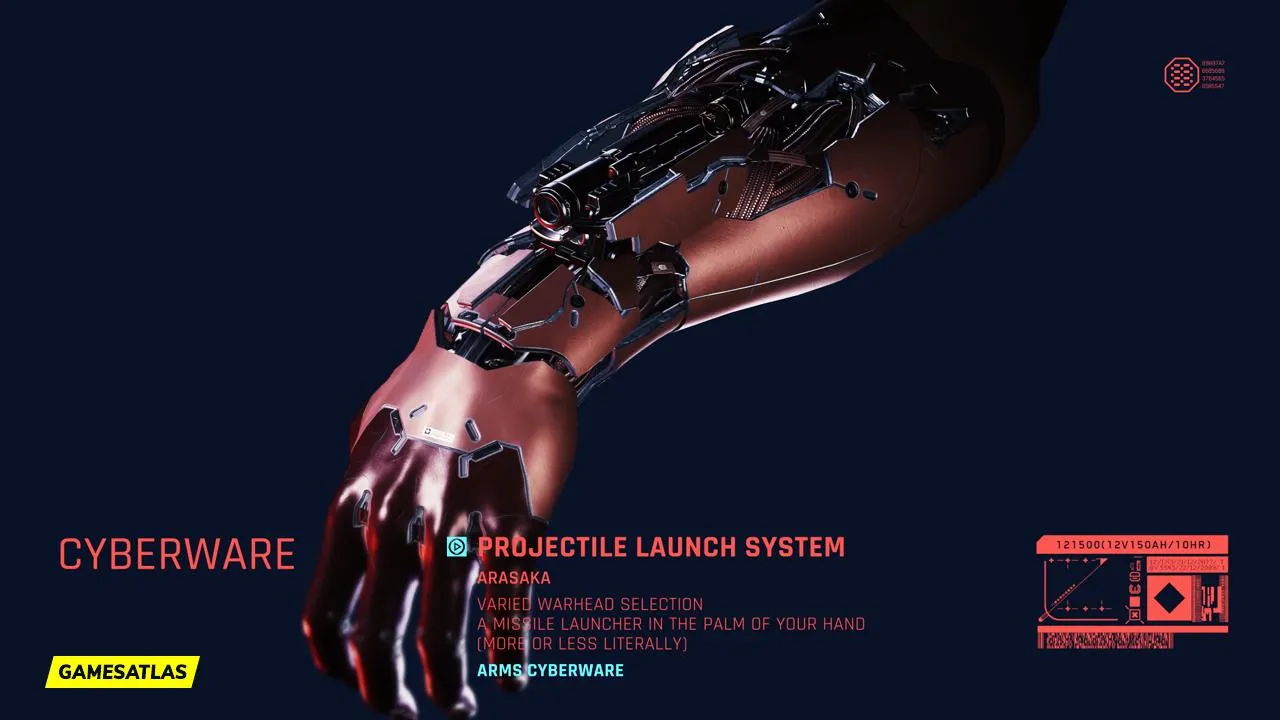 CYBERWARE
PROJECTILE LAUNCH SYSTEM
ARASAKA
VARIED WARHEAD SELECTION
A MISSILE LAUNCHER IN THE PALM OF YOUR HAND
(MORE OR LESS LITERALLY)
ARMS CYBERWARE
GAMESATLAS
121500(12V150AH/10HR)